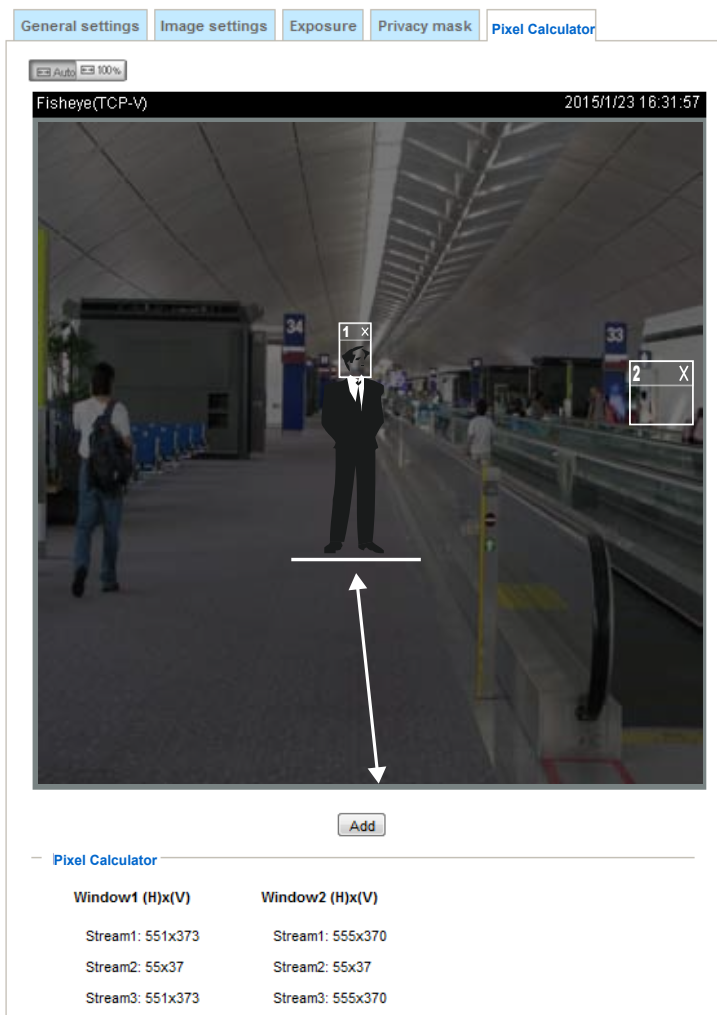 General settings Image settings Exposure Privacy mask Pixel Calculator
Auto 100%
Fisheye(TCP-V) 2015/1/23 16:31:57
34
1 X
33
2 X
Add
Pixel Calculator
Window1 (H)x(V) Window2 (H)x(V)
Stream1: 551x373 Stream1: 555x370
Stream2: 55x37 Stream2: 55x37
Stream3: 551x373 Stream3: 555x370